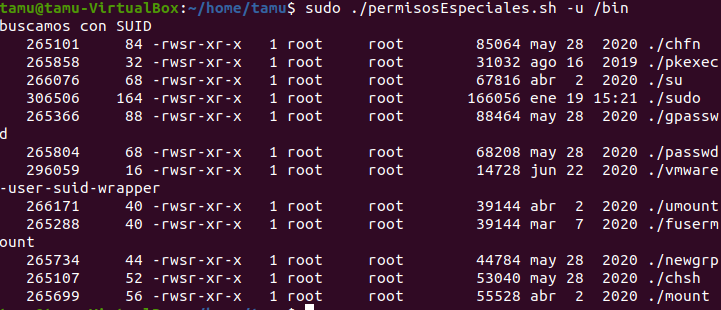 tamu@tamu-VirtualBox:~/home/tamu$ sudo ./permisosEspeciales.sh -u /bin
buscamos con SUID
265101 84 -rwsr-xr-x 1 root root 85064 may 28 2020 ./chfn
265858 32 -rwsr-xr-x 1 root root 31032 ago 16 2019 ./pkexec
266076 68 -rwsr-xr-x 1 root root 67816 abr 2 2020 ./su
306506 164 -rwsr-xr-x 1 root root 166056 ene 19 15:21 ./sudo
265366 88 -rwsr-xr-x 1 root root 88464 may 28 2020 ./gpassw
d
265804 68 -rwsr-xr-x 1 root root 68208 may 28 2020 ./passwd
296059 16 -rwsr-xr-x 1 root root 14728 jun 22 2020 ./vmware
-user-suid-wrapper
266171 40 -rwsr-xr-x 1 root root 39144 abr 2 2020 ./umount
265288 40 -rwsr-xr-x 1 root root 39144 mar 7 2020 ./fuserm
ount
265734 44 -rwsr-xr-x 1 root root 44784 may 28 2020 ./newgrp
265107 52 -rwsr-xr-x 1 root root 53040 may 28 2020 ./chsh
265699 56 -rwsr-xr-x 1 root root 55528 abr 2 2020 ./mount